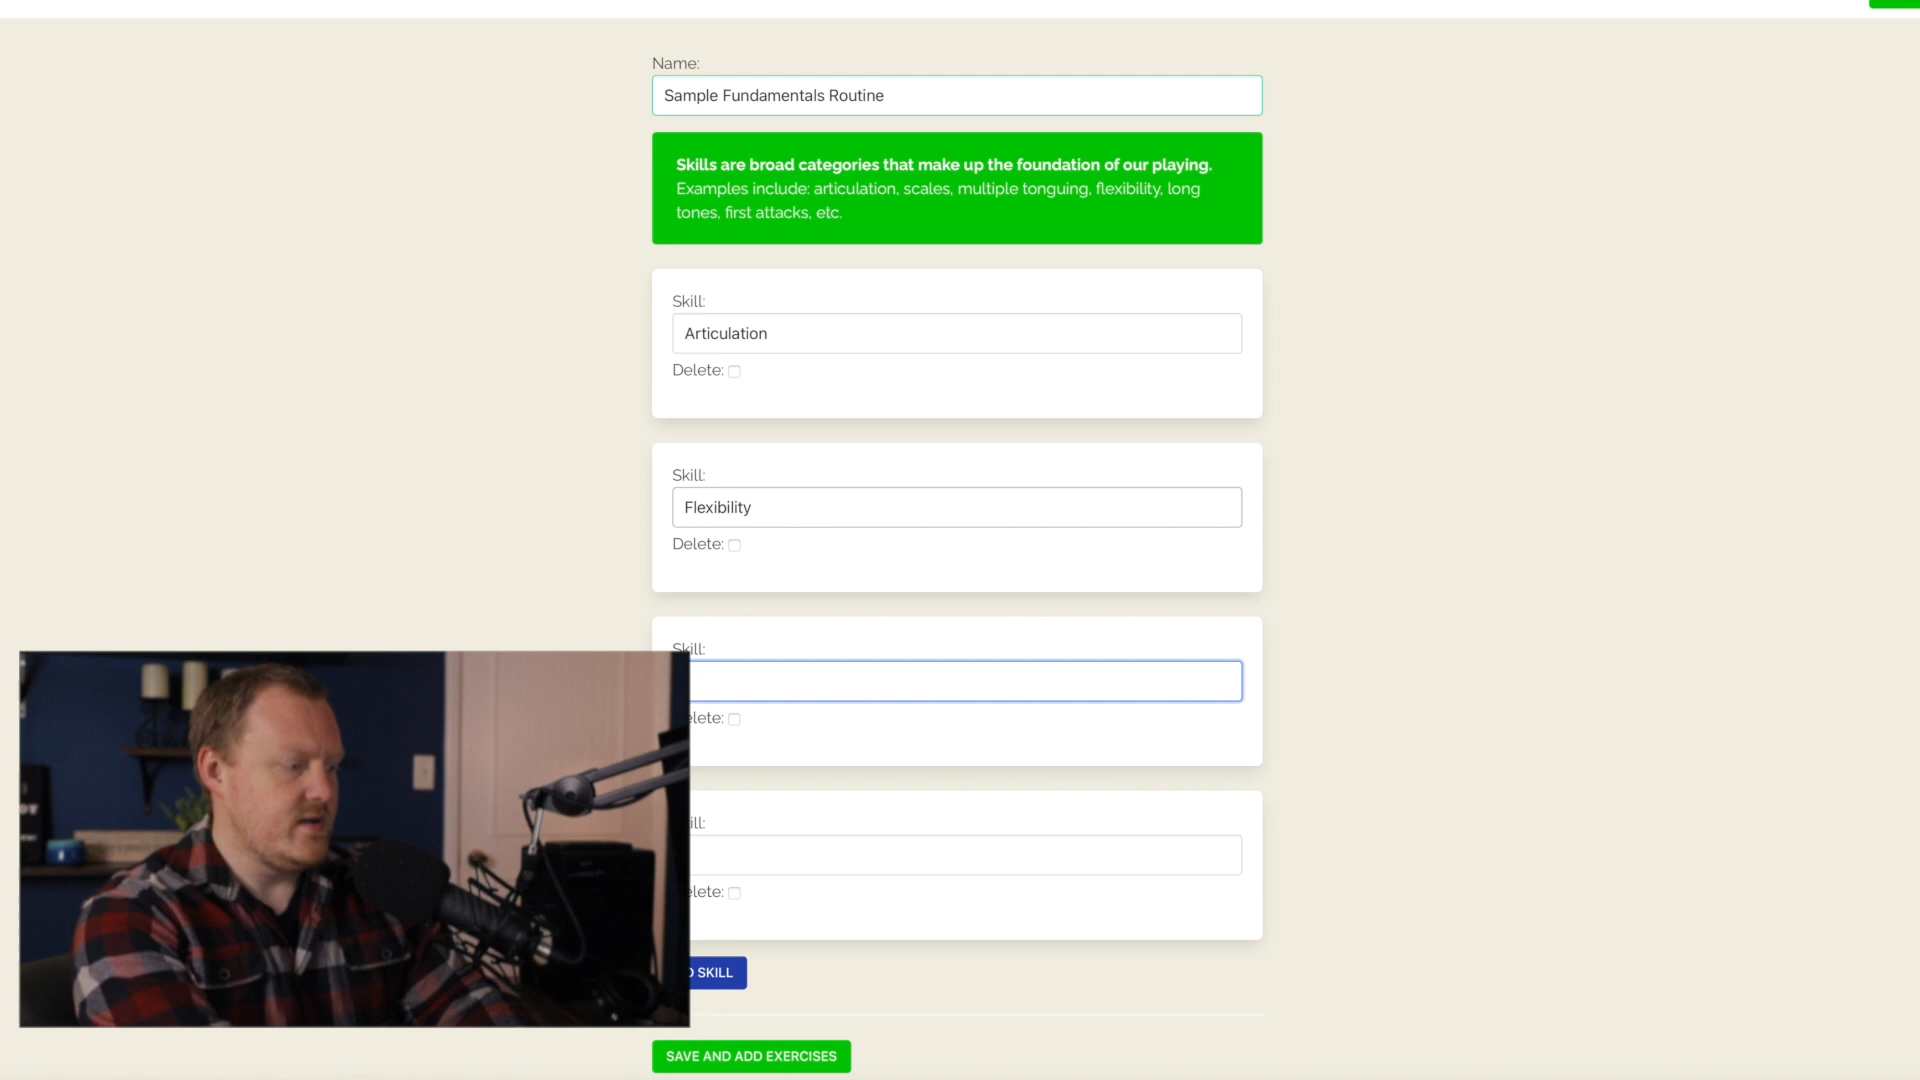 Name:
Sample Fundamentals Routine
Skills are broad categories that make up the foundation of our playing.
Examples include: articulation, scales, multiple tonguing, flexibility, long
tones, first attacks, etc.
Skill:
Articulation
Delete:
Skill:
Flexibility
Delete:
Skill:
elete:
ill:
elete:
D SKILL
SAVE AND ADD EXERCISES